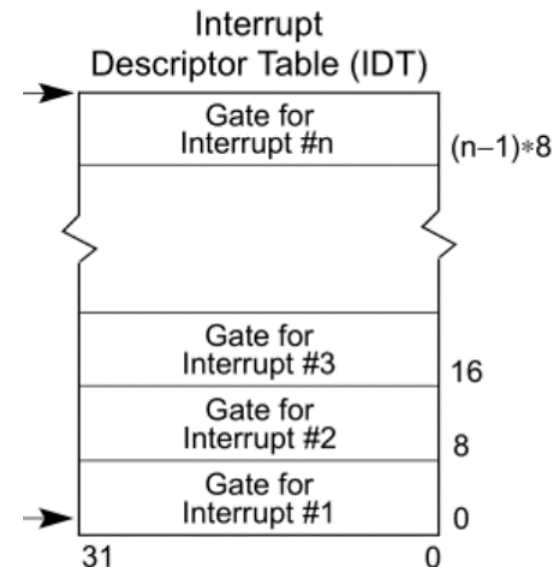 Interrupt
Descriptor Table (IDT)
Gate for
Interrupt #n
(n–1)*8
Gate for
Interrupt #3
16
Gate for
Interrupt #2
8
Gate for
Interrupt #1
0
31
0